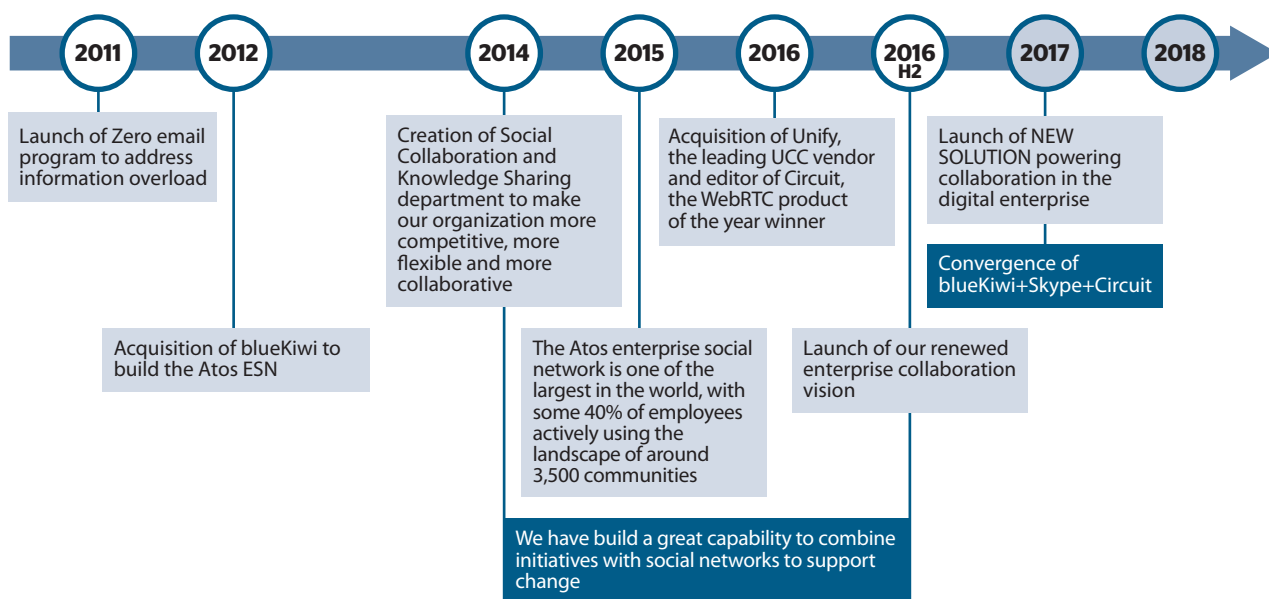 2011
2012
2014
2015
2016
2016
H2
2017
2018
Launch of Zero email
program to address
information overload
Acquisition of blueKiwi to
build the Atos ESN
Creation of Social
Collaboration and
Knowledge Sharing
department to make
our organization more
competitive, more
flexible and more
collaborative
The Atos enterprise social
network is one of the
largest in the world, with
some 40% of employees
actively using the
landscape of around
3,500 communities
Acquisition of Unify,
the leading UCC vendor
and editor of Circuit,
the WebRTC product
of the year winner
Launch of our renewed
enterprise collaboration
vision
Launch of NEW
SOLUTION powering
collaboration in the
digital enterprise
Convergence of
blueKiwi+Skype+Circuit
We have build a great capability to combine
initiatives with social networks to support
change